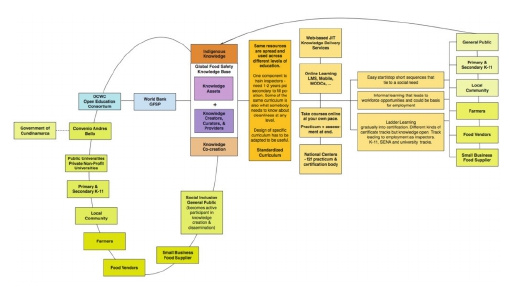 Government of
Cundinamarca
OCWC
Open Education
Consortium
Convenio Andres
Bello
Public Universities
Private/Non-Profit
Universities
Primary &
Secondary K-11
Local
Community
Farmers
Food Vendors
World Bank
GFSP
Indigenous
Knowledge
Global Food Safety
Knowledge Base
Knowledge
Assets
+
Knowledge
Creators, Curators,
& Providers
Knowledge
Co-creation
Social Inclusion
General Public
(becomes active
participant in
knowledge
creation &
dissemination)
Small Business
Food Supplier
Same resources
are spread and
used across
different levels of
education.
One component to
train inspectors -
need 1-2 years per
secondary to fill po-
sition. Some of the
same curriculum is
also what somebody
needs to know about
cleanliness at any
level.
Design of specific
curriculum has to be
adapted to be useful.
Standardized
Curriculum
Web-based JIT
Knowledge Delivery
Services
Online Learning
LMS, Mobile,
MOOCs, ...
Take courses online
at your own pace.
Practicum + assess-
ment at end.
National Centers
practicum &
certification body
Easy start/stop short sequences that
tie to a social need
Informal learning that leads to
workforce opportunities and could be basis
for employment
Ladder Learning
gradually into certification. Different kinds of
certificate tracks but knowledge open. Track
leading to employment as inspectors:
K-11, SENA and university tracks.
General Public
Primary &
Secondary K-11
Local
Community
Farmers
Food Vendors
Small Business
Food Supplier